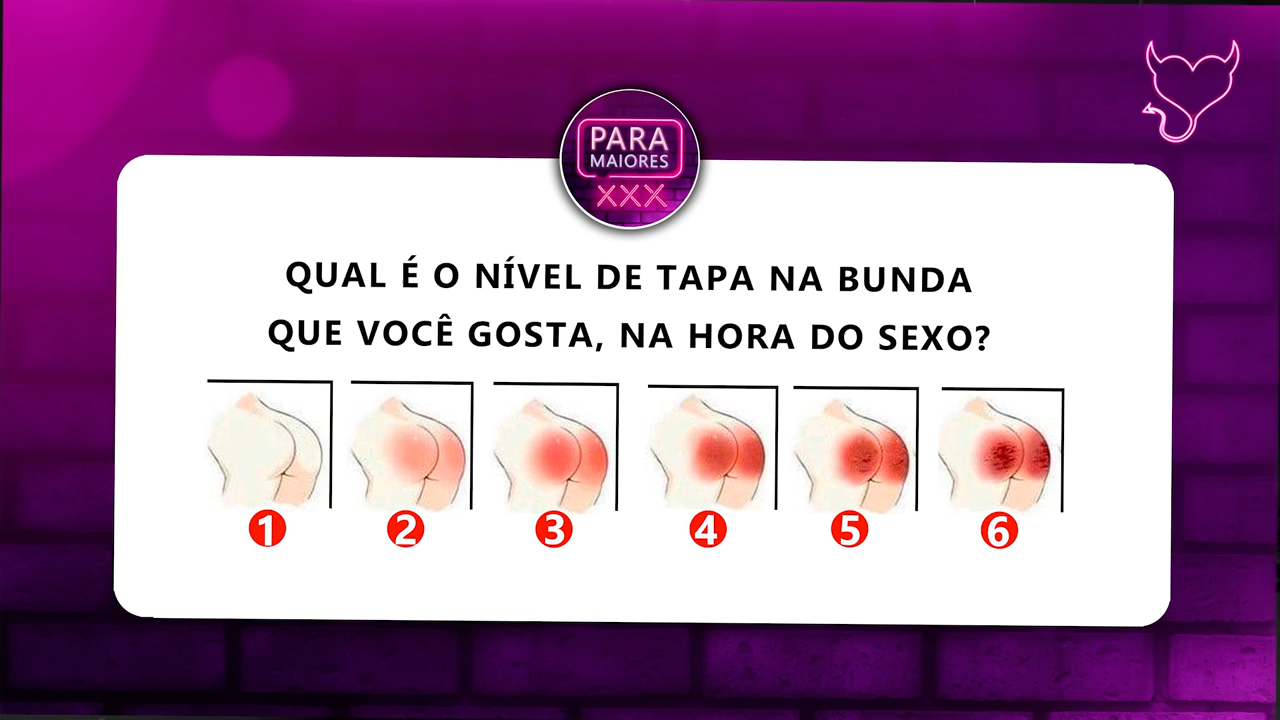 PARA
MAIORES
XXX
QUAL É O NÍVEL DE TAPA NA BUNDA
QUE VOCÊ GOSTA, NA HORA DO SEXO?
1 2 3 4 5 6